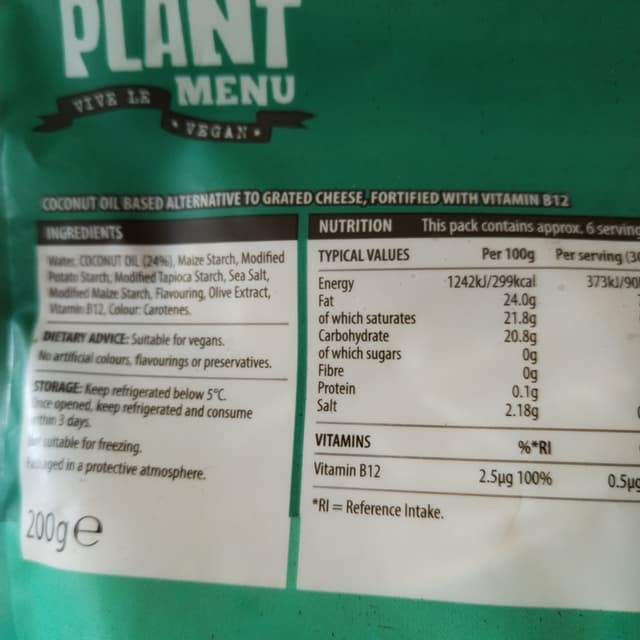 PLANT
MENU
VIVE LE
• VEGAN •
COCONUT OIL BASED ALTERNATIVE TO GRATED CHEESE, FORTIFIED WITH VITAMIN B12
INGREDIENTS
Water, COCONUT OIL (24%), Maize Starch, Modified
Potato Starch, Modified Tapioca Starch, Sea Salt,
Modified Maize Starch, Flavouring, Olive Extract,
Vitamin B12, Colour: Carotenes.
DIETARY ADVICE: Suitable for vegans.
No artificial colours, flavourings or preservatives.
STORAGE: Keep refrigerated below 5°C.
Once opened, keep refrigerated and consume
within 3 days.
Not suitable for freezing.
Packaged in a protective atmosphere.
200g e
NUTRITION This pack contains approx. 6 serving
TYPICAL VALUES Per 100g Per serving (30
Energy 1242kJ/299kcal 373kJ/90
Fat 24.0g
of which saturates 21.8g
Carbohydrate 20.8g
of which sugars 0g
Fibre 0g
Protein 0.1g
Salt 2.18g
VITAMINS %*RI
Vitamin B12 2.5µg 100% 0.5µg
*RI = Reference Intake.